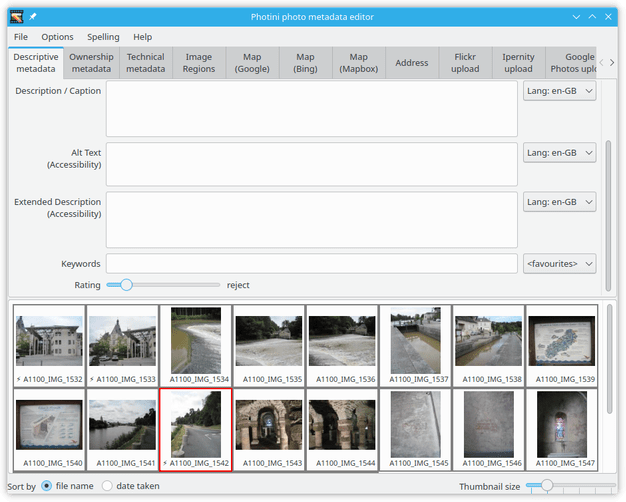 Photini photo metadata editor
File Options Spelling Help
Descriptive metadata
Ownership metadata
Technical metadata
Image Regions
Map (Google)
Map (Bing)
Map (Mapbox)
Address
Flickr upload
Ipernity upload
Google Photos uplo
Description / Caption
Lang: en-GB
Alt Text
(Accessibility)
Lang: en-GB
Extended Description
(Accessibility)
Lang: en-GB
Keywords
<favourites>
Rating
reject
⚡ A1100_IMG_1532 ⚡ A1100_IMG_1533 A1100_IMG_1534 A1100_IMG_1535 A1100_IMG_1536 A1100_IMG_1537 A1100_IMG_1538 A1100_IMG_1539
A1100_IMG_1540 A1100_IMG_1541 ⚡ A1100_IMG_1542 A1100_IMG_1543 A1100_IMG_1544 A1100_IMG_1545 A1100_IMG_1546 A1100_IMG_1547
Sort by file name date taken Thumbnail size